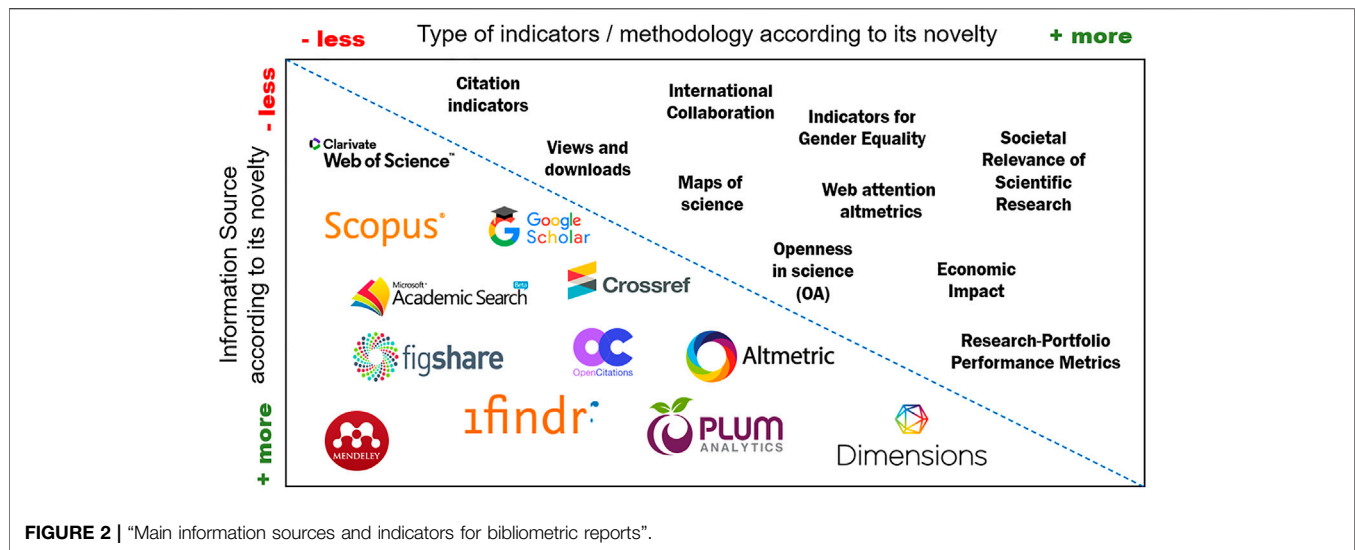 Type of indicators / methodology according to its novelty
- less
+ more
Information Source
according to its novelty
- less
+ more
Citation
indicators
International
Collaboration
Indicators for
Gender Equality
Societal
Relevance of
Scientific
Research
Views and
downloads
Maps of
science
Web attention
altmetrics
Openness
in science
(OA)
Economic
Impact
Research-Portfolio
Performance Metrics
Clarivate
Web of Science™
Scopus®
Google
Scholar
Microsoft®
Academic Search
Beta
Crossref
figshare
OC
OpenCitations
Altmetric
MENDELEY
1findr
PLUM
ANALYTICS
Dimensions
FIGURE 2 | “Main information sources and indicators for bibliometric reports”.